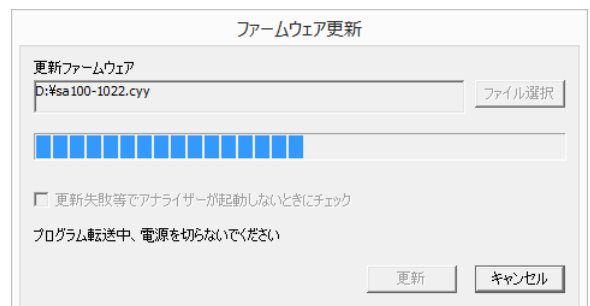 ファームウェア更新
更新ファームウェア
D:¥sa100-1022.cyy
ファイル選択
更新失敗等でアナライザーが起動しないときにチェック
プログラム転送中、電源を切らないでください
更新
キャンセル